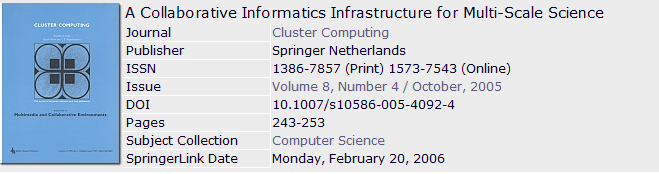 CLUSTER COMPUTING
A Collaborative Informatics Infrastructure for Multi-Scale Science
Journal Cluster Computing
Publisher Springer Netherlands
ISSN 1386-7857 (Print) 1573-7543 (Online)
Issue Volume 8, Number 4 / October, 2005
DOI 10.1007/s10586-005-4092-4
Pages 243-253
Subject Collection Computer Science
SpringerLink Date Monday, February 20, 2006
Multimedia and Collaborative Environments